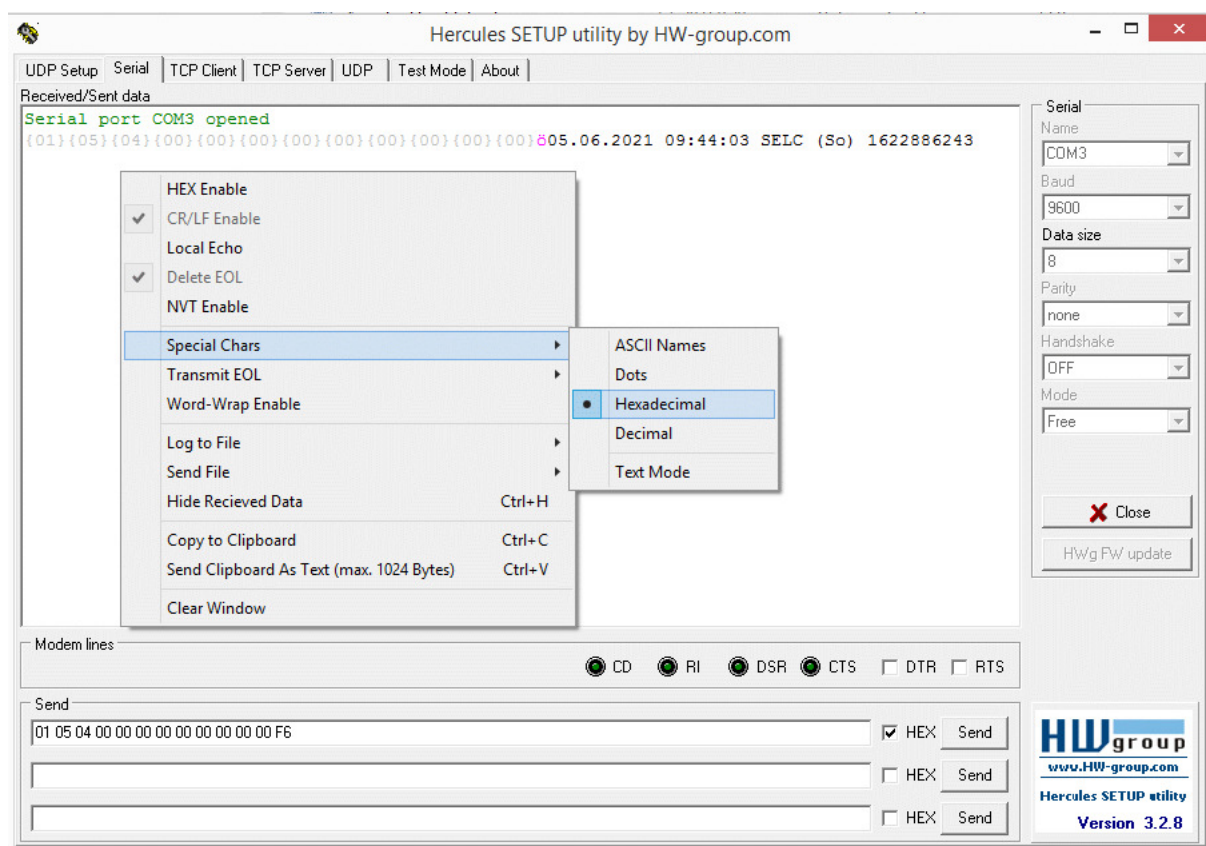 Hercules SETUP utility by HW-group.com
UDP Setup Serial TCP Client TCP Server UDP Test Mode About
Received/Sent data
Serial port COM3 opened
{01}{05}{04}{00}{00}{00}{00}{00}{00}{00}{00}{00}ö05.06.2021 09:44:03 SELC (So) 1622886243
HEX Enable
CR/LF Enable
Local Echo
Delete EOL
NVT Enable
Special Chars
Transmit EOL
Word-Wrap Enable
Log to File
Send File
Hide Recieved Data Ctrl+H
Copy to Clipboard Ctrl+C
Send Clipboard As Text (max. 1024 Bytes) Ctrl+V
Clear Window
ASCII Names
Dots
Hexadecimal
Decimal
Text Mode
Serial
Name
COM3
Baud
9600
Data size
8
Parity
none
Handshake
OFF
Mode
Free
Close
HWg FW update
Modem lines
CD RI DSR CTS DTR RTS
Send
01 05 04 00 00 00 00 00 00 00 00 00 F6 HEX Send
HEX Send
HEX Send
HWgroup
www.HW-group.com
Hercules SETUP utility
Version 3.2.8